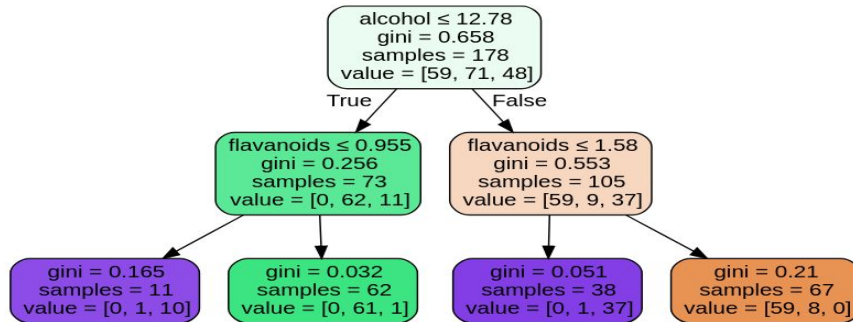 alcohol ≤ 12.78
gini = 0.658
samples = 178
value = [59, 71, 48]
True
False
flavanoids ≤ 0.955
gini = 0.256
samples = 73
value = [0, 62, 11]
flavanoids ≤ 1.58
gini = 0.553
samples = 105
value = [59, 9, 37]
gini = 0.165
samples = 11
value = [0, 1, 10]
gini = 0.032
samples = 62
value = [0, 61, 1]
gini = 0.051
samples = 38
value = [0, 1, 37]
gini = 0.21
samples = 67
value = [59, 8, 0]